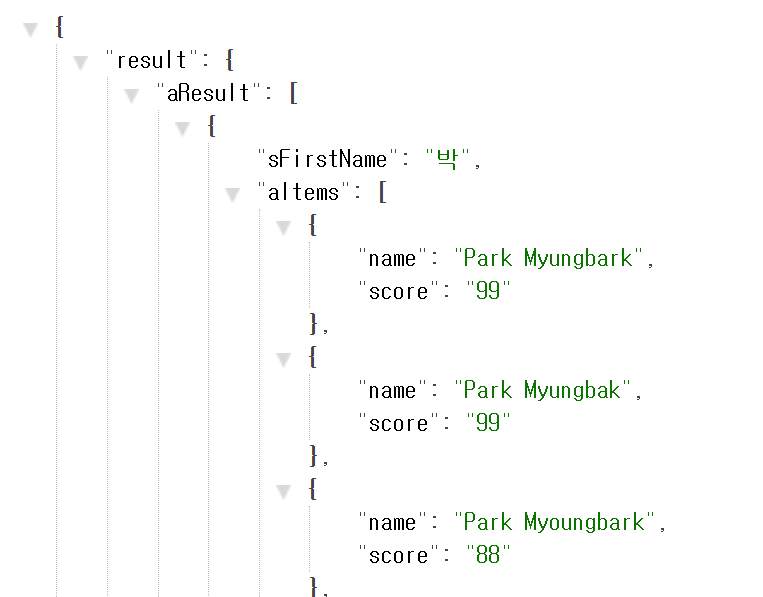 {
"result": {
"aResult": [
{
"sFirstName": "박",
"aItems": [
{
"name": "Park Myungbark",
"score": "99"
},
{
"name": "Park Myungbak",
"score": "99"
},
{
"name": "Park Myoungbark",
"score": "88"
},